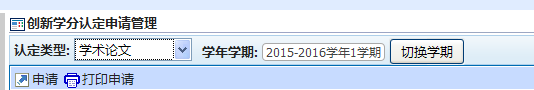 创新学分认定申请管理
认定类型: 学术论文 学年学期: 2015-2016学年1学期 切换学期
申请 打印申请